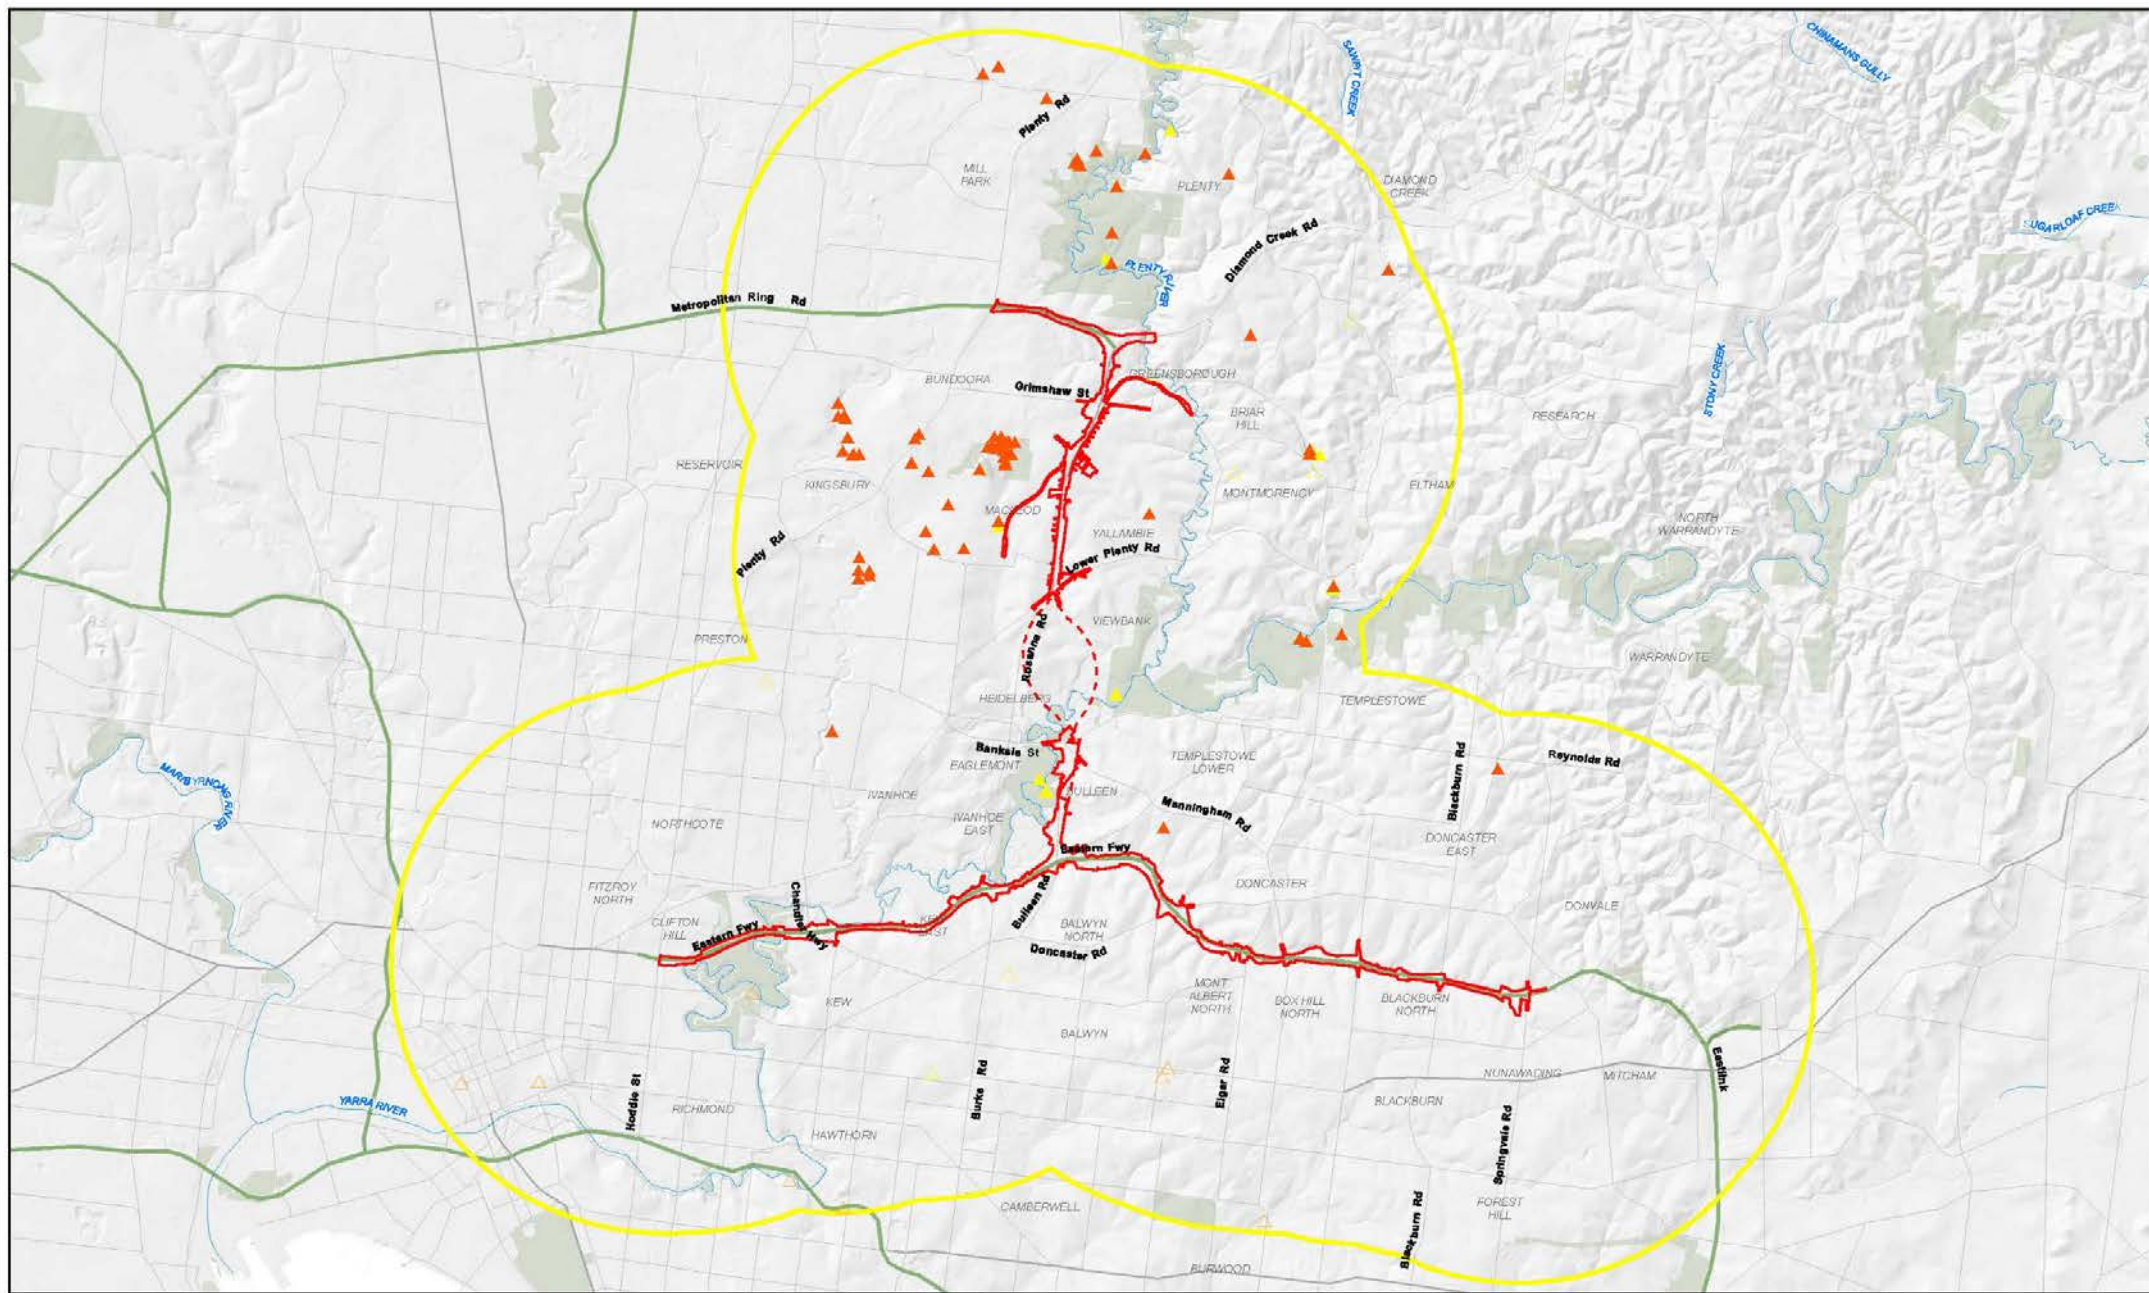 CHINAMANS GULLY
SAWPIT CREEK
Plenty Rd
MILL
PARK
PLENTY
DIAMOND
CREEK
SUGARLOAF CREEK
Diamond Creek Rd
PLENTY RIVER
Metropolitan Ring Rd
STONY CREEK
BUNDOORA
GREENSBOROUGH
Grimshaw St
BRIAR
HILL
RESEARCH
RESERVOIR
KINGSBURY
MONTMORENCY
ELTHAM
MACLEOD
YALLAMBIE
NORTH
WARRANDYTE
Plenty Rd
Lower Plenty Rd
VIEWBANK
PRESTON
Rosanna Rd
WARRANDYTE
HEIDELBERG
TEMPLESTOWE
Banksia St
EAGLEMONT
TEMPLESTOWE
LOWER
Blackburn Rd
Reynolds Rd
MARIBYRNONG RIVER
IVANHOE
BULLEEN
Manningham Rd
NORTHCOTE
IVANHOE
EAST
DONCASTER
EAST
Eastern Fwy
FITZROY
NORTH
Chandler Hwy
Bulleen Rd
DONCASTER
DONVALE
CLIFTON
HILL
Eastern Fwy
KEW
EAST
BALWYN
NORTH
Doncaster Rd
KEW
MONT
ALBERT
NORTH
BOX HILL
NORTH
BLACKBURN
NORTH
BALWYN
Eastlink
NUNAWADING
MITCHAM
Hoddle St
Burke Rd
Elgar Rd
YARRA RIVER
RICHMOND
BLACKBURN
HAWTHORN
Springvale Rd
CAMBERWELL
FOREST
HILL
Blackburn Rd
BURWOOD